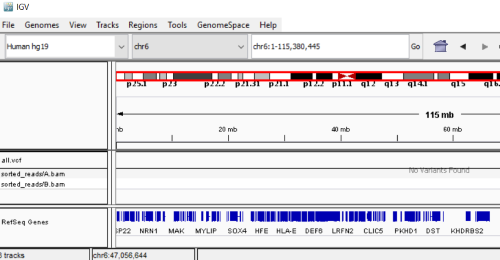 IGV
File Genomes View Tracks Regions Tools GenomeSpace Help
Human hg19 chr6 chr6:1-115,380,445 Go
p25.1 p23 p22.2 p21.31 p21.1 p12.2 p11.1 q12 q13 q14.1 q15 q16.
115 mb
mb 20 mb 40 mb 60 mb
all.vcf
No Variants Found
sorted_reads/A.bam
sorted_reads/B.bam
RefSeq Genes
SP22 NRN1 MAK MYLIP SOX4 HFE HLA-E DEF6 LRFN2 CLIC5 PKHD1 DST KHDRBS2
3 tracks chr6:47,056,644